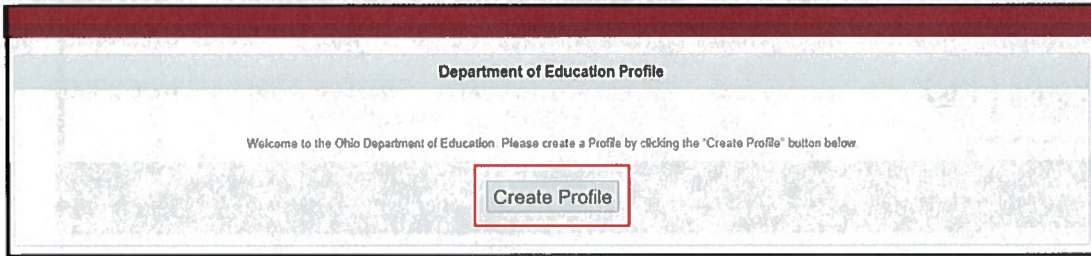 Department of Education Profile
Welcome to the Ohio Department of Education. Please create a Profile by clicking the "Create Profile" button below.
Create Profile